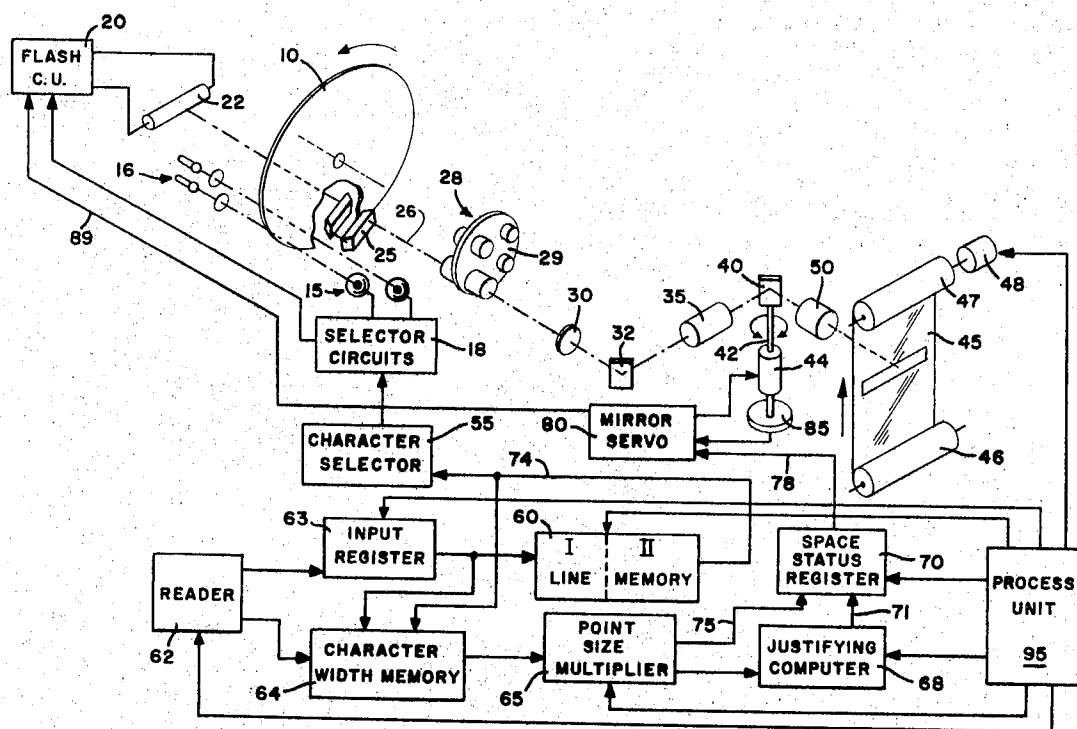 20
FLASH
C.U.
22
10
16
89
25
26
28
29
15
30
32
35
40
42
44
50
47
48
45
46
85
SELECTOR
CIRCUITS
18
80
MIRROR
SERVO
78
CHARACTER
SELECTOR
55
74
63
INPUT
REGISTER
60
I
LINE
II
MEMORY
SPACE
STATUS
REGISTER
70
71
75
READER
62
CHARACTER
WIDTH MEMORY
64
POINT
SIZE
MULTIPLIER
65
JUSTIFYING
COMPUTER
68
PROCESS
UNIT
95